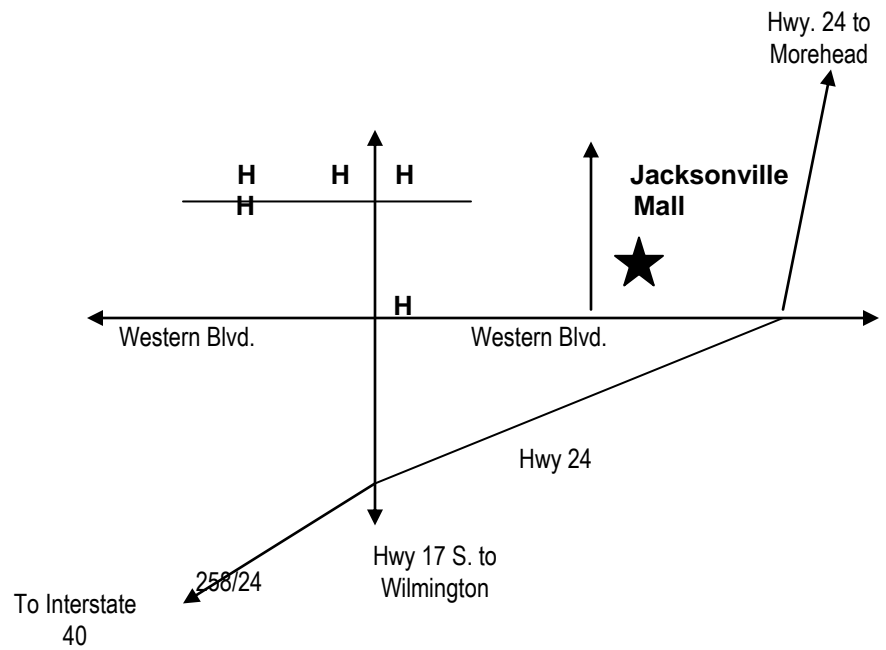 Hwy. 24 to
Morehead
H H H
H
Jacksonville
Mall
H
Western Blvd.
Western Blvd.
Hwy 24
Hwy 17 S. to
Wilmington
258/24
To Interstate
40